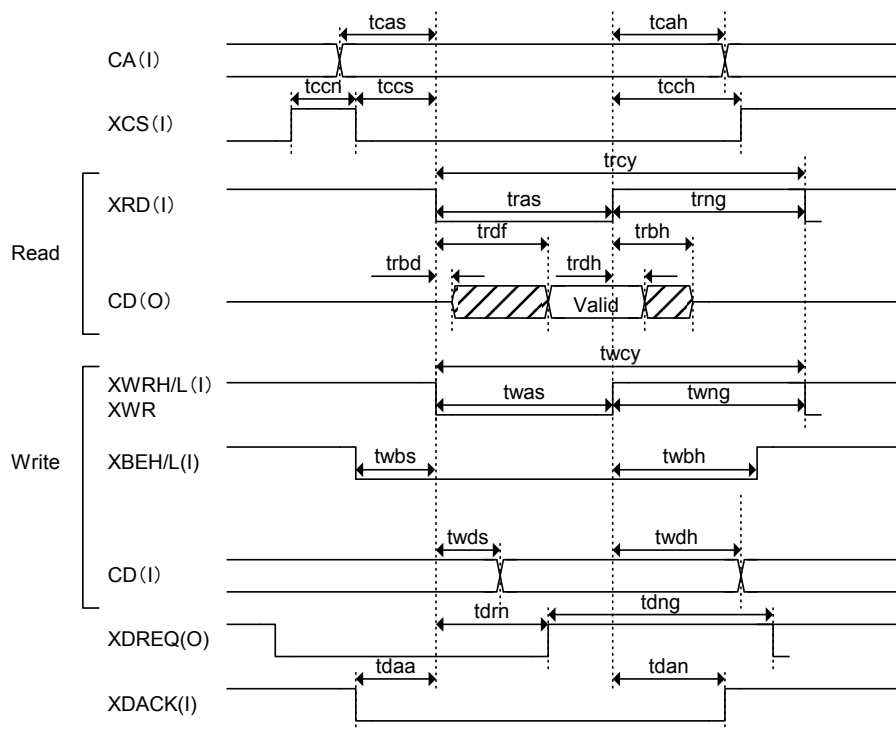 tcas tcah
CA(I)
tccn tccs tcch
XCS(I)
trcy
XRD(I) tras trng
Read
trdf trbh
trbd trdh
CD(O) Valid
twcy
XWRH/L(I)
XWR twas twng
Write
XBEH/L(I) twbs twbh
twds twdh
CD(I)
tdrn tdng
XDREQ(O)
tdaa tdan
XDACK(I)